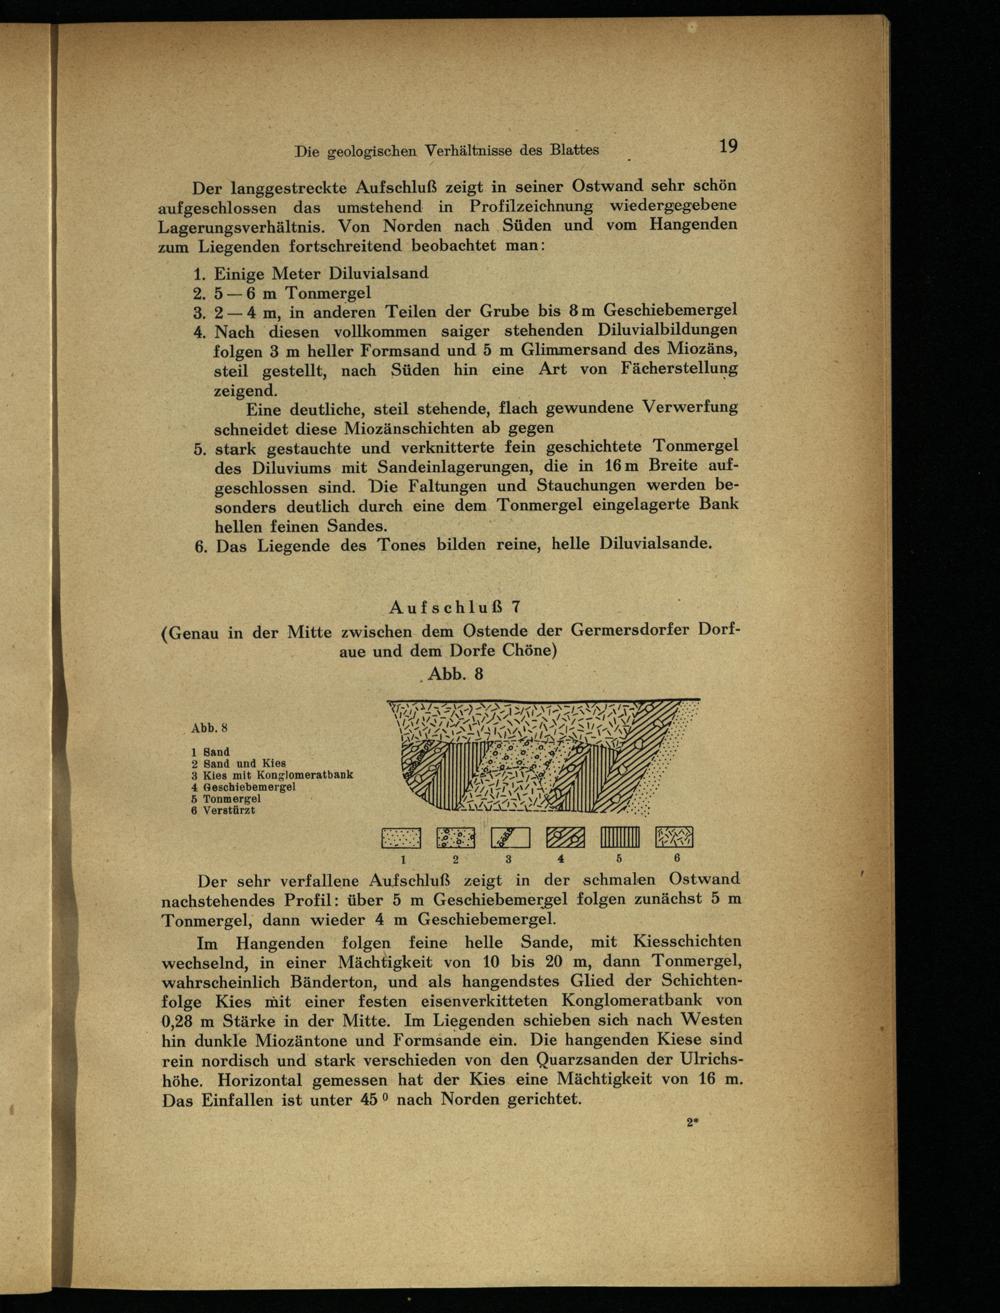 Die geologischen Verhältnisse des Blattes 19
Der langgestreckte Aufschluß zeigt in seiner Ostwand sehr schön
aufgeschlossen das umstehend in Profilzeichnung wiedergegebene
Lagerungsverhältnis. Von Norden nach Süden und vom Hangenden
zum Liegenden fortschreitend beobachtet man:
1. Einige Meter Diluvialsand
2. 5 — 6 m Tonmergel
3. 2 — 4 m, in anderen Teilen der Grube bis 8 m Geschiebemergel
4. Nach diesen vollkommen saiger stehenden Diluvialbildungen
folgen 3 m heller Formsand und 5 m Glimmersand des Miozäns,
steil gestellt, nach Süden hin eine Art von Fächerstellung
zeigend.
Eine deutliche, steil stehende, flach gewundene Verwerfung
schneidet diese Miozänschichten ab gegen
5. stark gestauchte und verknitterte fein geschichtete Tonmergel
des Diluviums mit Sandeinlagerungen, die in 16 m Breite auf-
geschlossen sind. Die Faltungen und Stauchungen werden be-
sonders deutlich durch eine dem Tonmergel eingelagerte Bank
hellen feinen Sandes.
6. Das Liegende des Tones bilden reine, helle Diluvialsande.
Aufschluß 7
(Genau in der Mitte zwischen dem Ostende der Germersdorfer Dorf-
aue und dem Dorfe Chöne)
Abb. 8
Abb. 8
1 Sand
2 Sand und Kies
3 Kies mit Konglomeratbank
4 Geschiebemergel
5 Tonmergel
6 Verstürzt
1 2 3 4 5 6
Der sehr verfallene Aufschluß zeigt in der schmalen Ostwand
nachstehendes Profil: über 5 m Geschiebemergel folgen zunächst 5 m
Tonmergel, dann wieder 4 m Geschiebemergel.
Im Hangenden folgen feine helle Sande, mit Kiesschichten
wechselnd, in einer Mächtigkeit von 10 bis 20 m, dann Tonmergel,
wahrscheinlich Bänderton, und als hangendstes Glied der Schichten-
folge Kies mit einer festen eisenverkitteten Konglomeratbank von
0,28 m Stärke in der Mitte. Im Liegenden schieben sich nach Westen
hin dunkle Miozäntone und Formsande ein. Die hangenden Kiese sind
rein nordisch und stark verschieden von den Quarzsanden der Ulrichs-
höhe. Horizontal gemessen hat der Kies eine Mächtigkeit von 16 m.
Das Einfallen ist unter 45 ⁰ nach Norden gerichtet.
2*